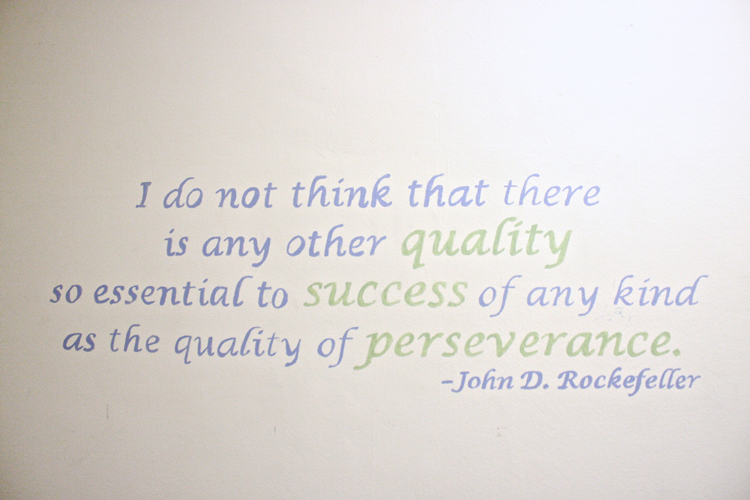 I do not think that there
is any other quality
so essential to success of any kind
as the quality of perseverance.
-John D. Rockefeller